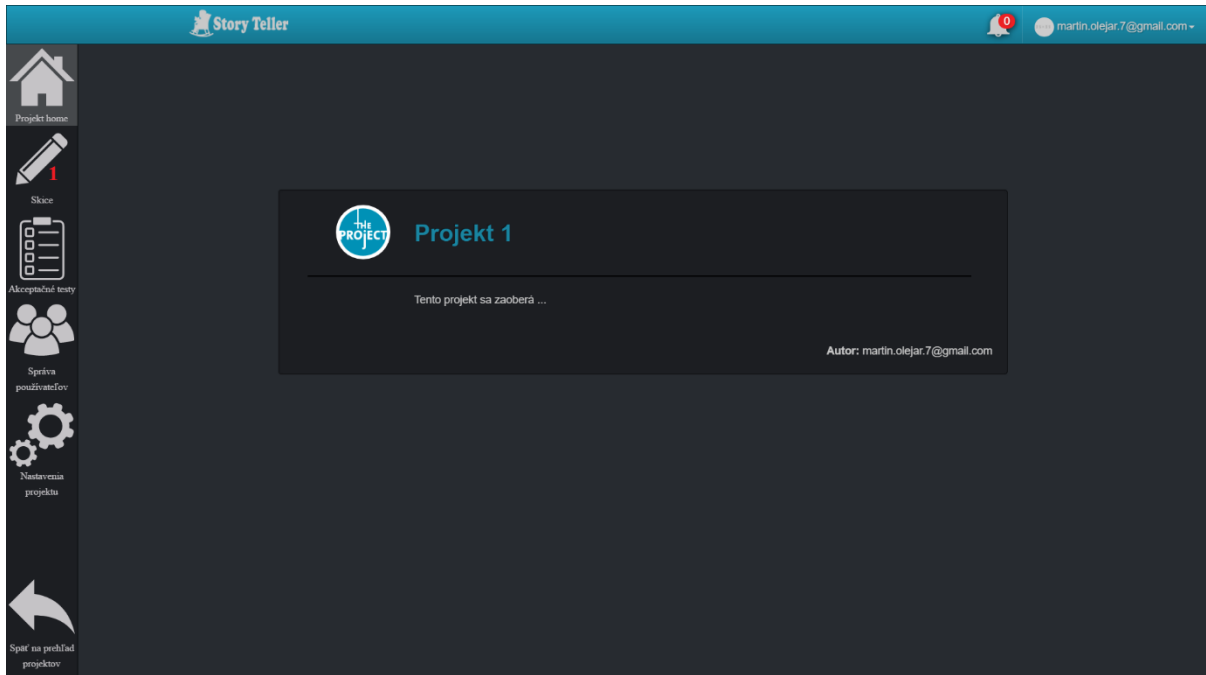 Story Teller
0
martin.olejar.7@gmail.com
Projekt home
1
Skice
Akceptačné testy
Správa
používateľov
Nastavenia
projektu
Späť na prehľad
projektov
THE
PROJECT
Projekt 1
Tento projekt sa zaoberá ...
Autor: martin.olejar.7@gmail.com